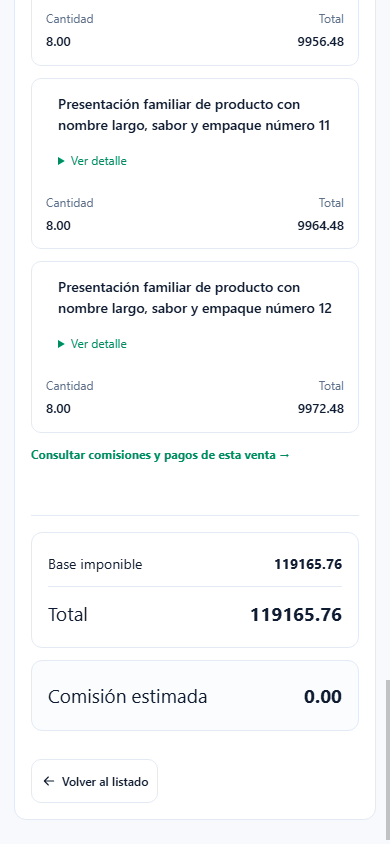 Cantidad Total
8.00 9956.48
Presentación familiar de producto con
nombre largo, sabor y empaque número 11
▶ Ver detalle
Cantidad Total
8.00 9964.48
Presentación familiar de producto con
nombre largo, sabor y empaque número 12
▶ Ver detalle
Cantidad Total
8.00 9972.48
Consultar comisiones y pagos de esta venta →
Base imponible 119165.76
Total 119165.76
Comisión estimada 0.00
← Volver al listado